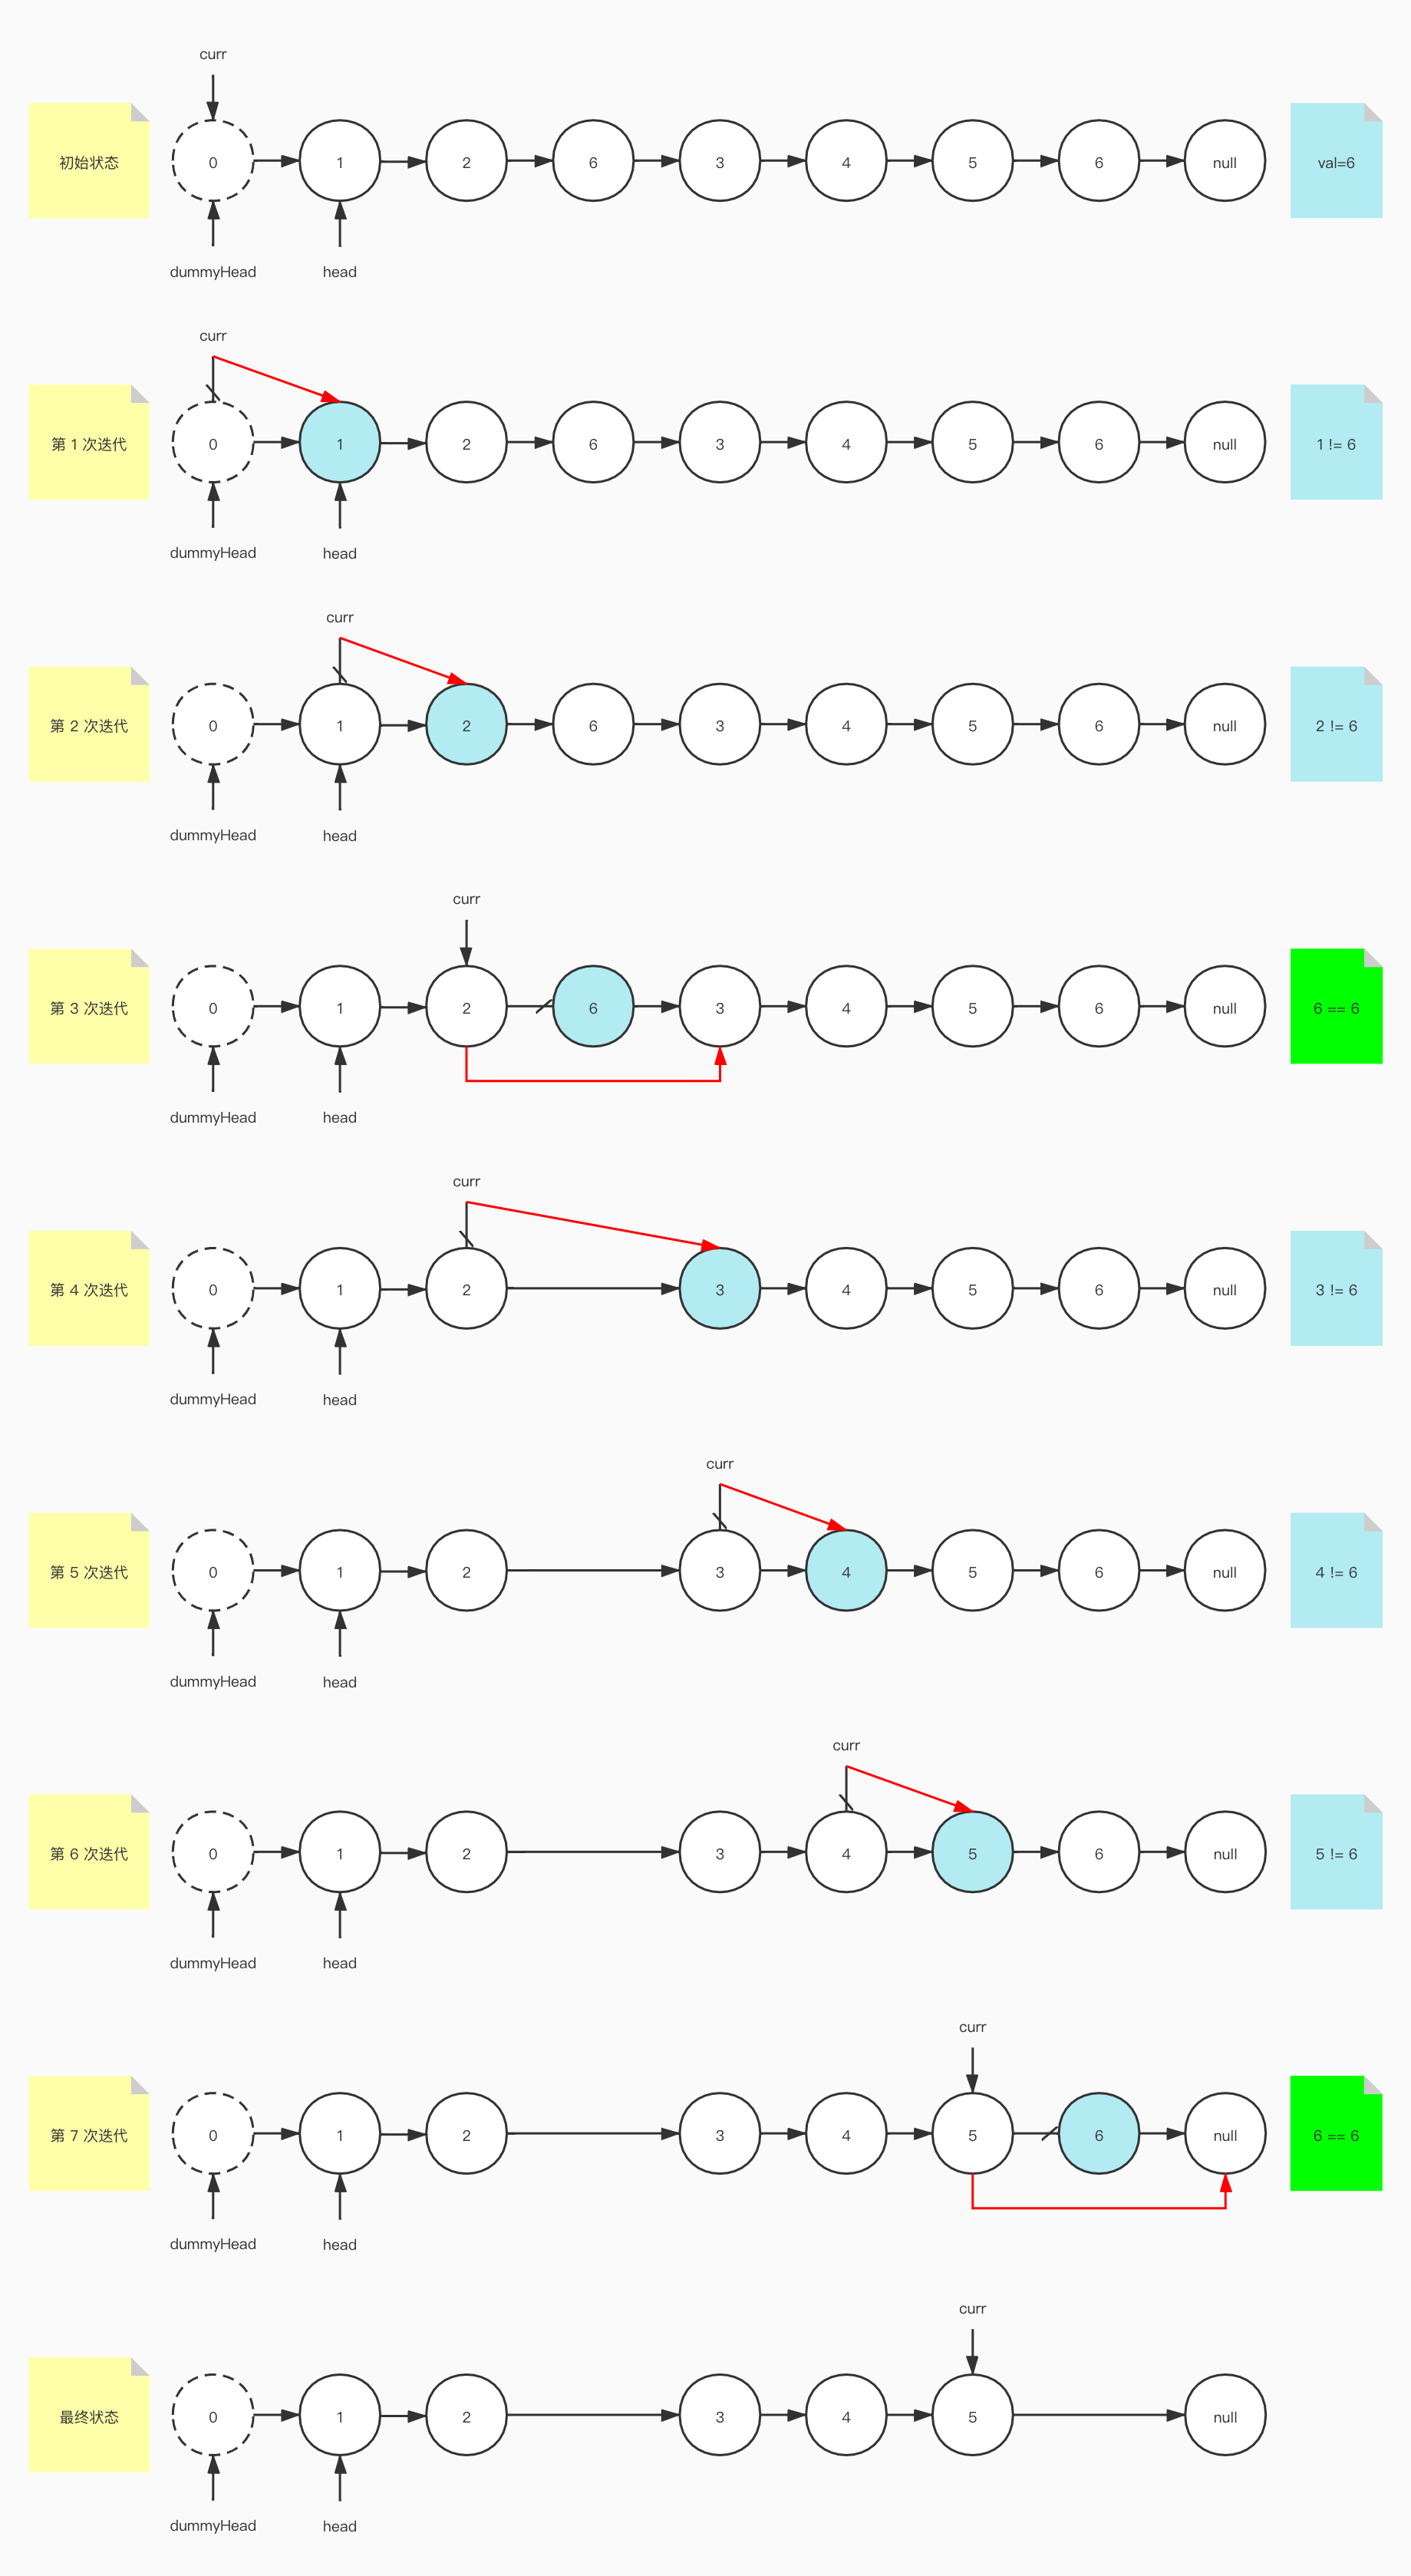 curr
初始状态 0 1 2 6 3 4 5 6 null val=6
dummyHead head
curr
第 1 次迭代 0 1 2 6 3 4 5 6 null 1 != 6
dummyHead head
curr
第 2 次迭代 0 1 2 6 3 4 5 6 null 2 != 6
dummyHead head
curr
第 3 次迭代 0 1 2 6 3 4 5 6 null 6 == 6
dummyHead head
curr
第 4 次迭代 0 1 2 3 4 5 6 null 3 != 6
dummyHead head
curr
第 5 次迭代 0 1 2 3 4 5 6 null 4 != 6
dummyHead head
curr
第 6 次迭代 0 1 2 3 4 5 6 null 5 != 6
dummyHead head
curr
第 7 次迭代 0 1 2 3 4 5 6 null 6 == 6
dummyHead head
curr
最终状态 0 1 2 3 4 5 null
dummyHead head